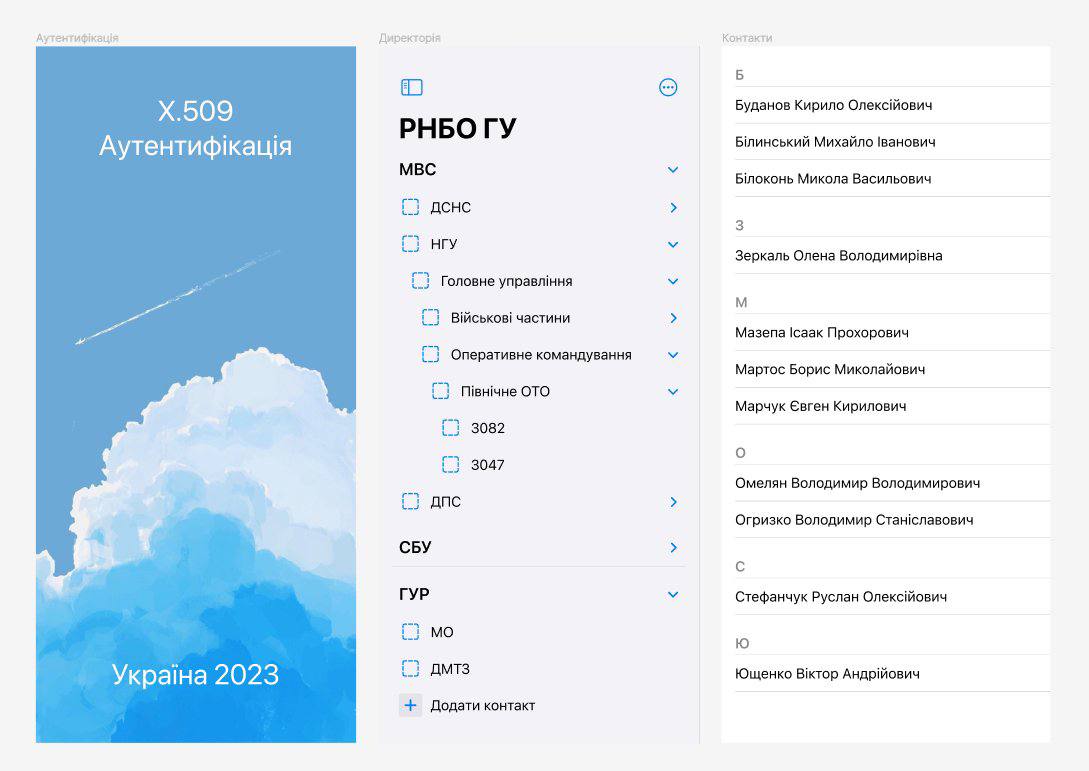 Аутентифікація
X.509
Аутентифікація
Україна 2023
Директорія
РНБО ГУ
МВС
ДСНС
НГУ
Головне управління
Військові частини
Оперативне командування
Північне ОТО
3082
3047
ДПС
СБУ
ГУР
МО
ДМТЗ
Додати контакт
Контакти
Б
Буданов Кирило Олексійович
Білинський Михайло Іванович
Білоконь Микола Васильович
З
Зеркаль Олена Володимирівна
М
Мазепа Ісаак Прохорович
Мартос Борис Миколайович
Марчук Євген Кирилович
О
Омелян Володимир Володимирович
Огризко Володимир Станіславович
С
Стефанчук Руслан Олексійович
Ю
Ющенко Віктор Андрійович